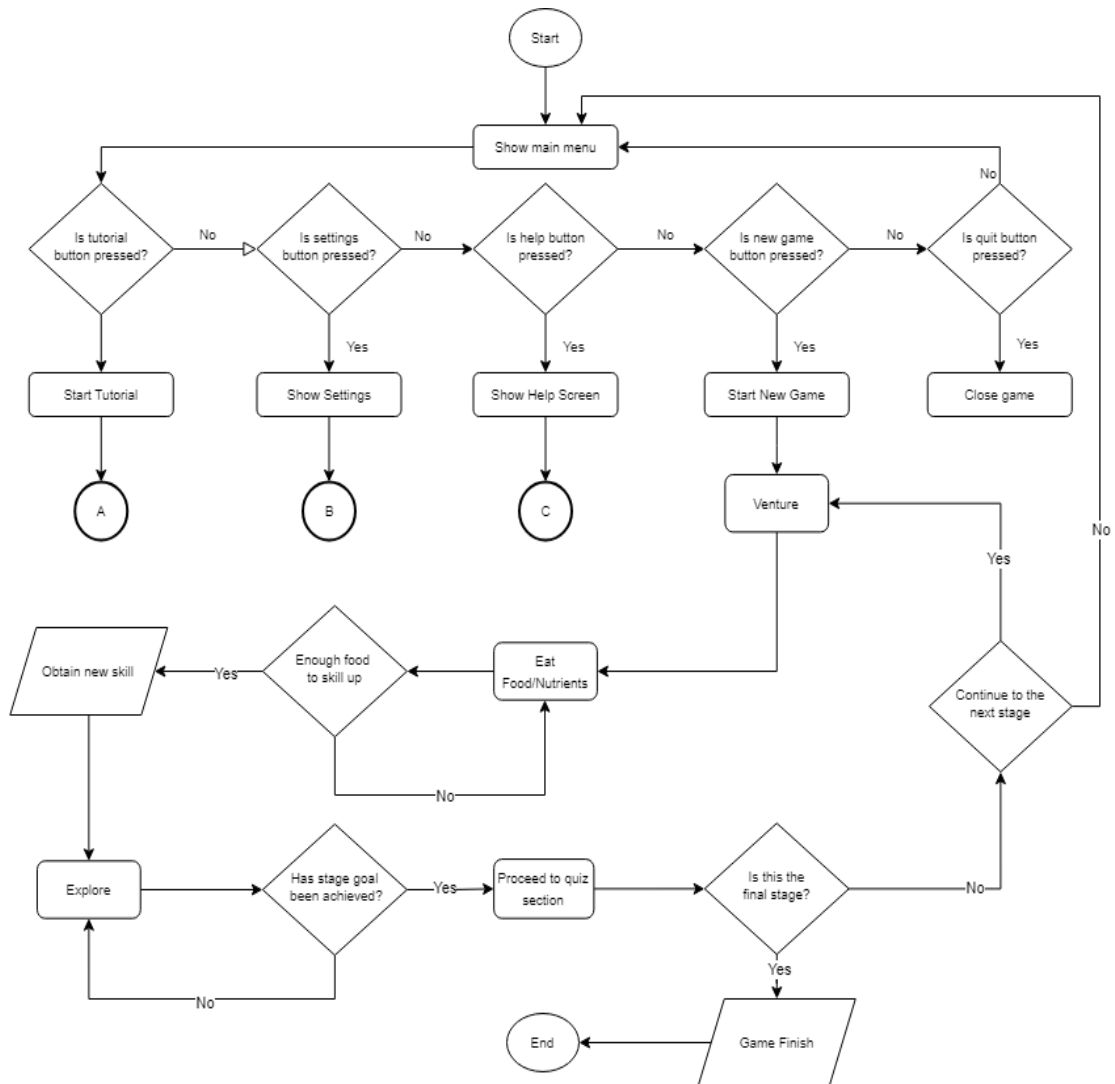 Start
Show main menu
No
Is tutorial
button pressed?
No
Is settings
button pressed?
No
Is help button
pressed?
No
Is new game
button pressed?
No
Is quit button
pressed?
Yes
Yes
Yes
Yes
Start Tutorial
Show Settings
Show Help Screen
Start New Game
Close game
A
B
C
Venture
No
Yes
Obtain new skill
Yes
Enough food
to skill up
Eat
Food/Nutrients
Continue to the
next stage
No
Explore
Has stage goal
been achieved?
Yes
Proceed to quiz
section
Is this the
final stage?
No
No
Yes
End
Game Finish